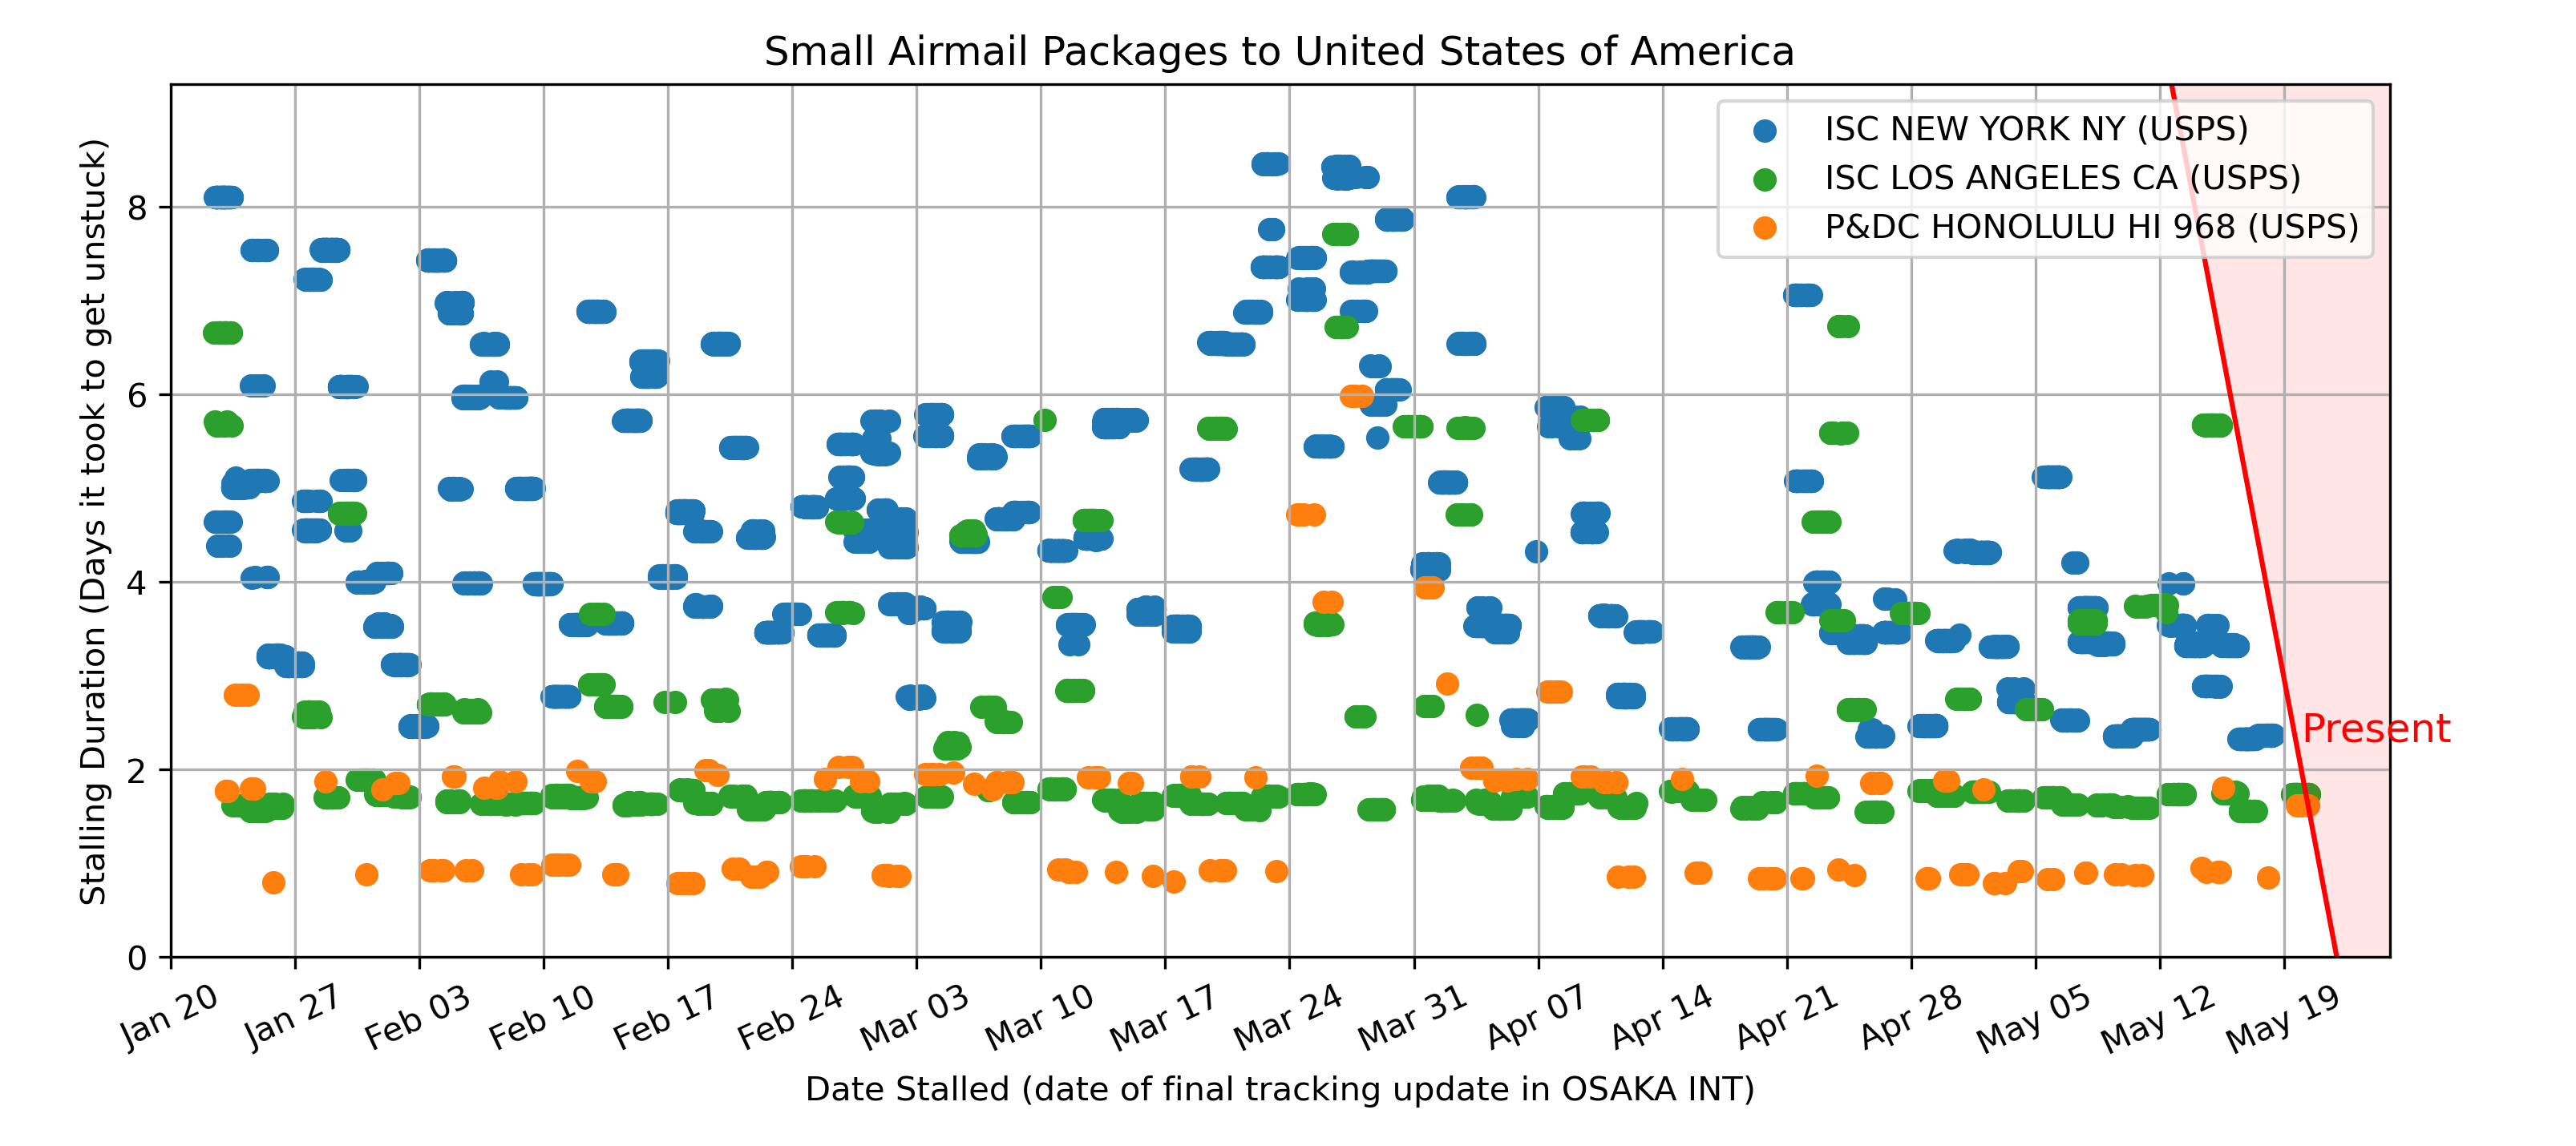 Small Airmail Packages to United States of America
Stalling Duration (Days it took to get unstuck)
8
6
4
2
0
ISC NEW YORK NY (USPS)
ISC LOS ANGELES CA (USPS)
P&DC HONOLULU HI 968 (USPS)
Present
Jan 20
Jan 27
Feb 03
Feb 10
Feb 17
Feb 24
Mar 03
Mar 10
Mar 17
Mar 24
Mar 31
Apr 07
Apr 14
Apr 21
Apr 28
May 05
May 12
May 19
Date Stalled (date of final tracking update in OSAKA INT)